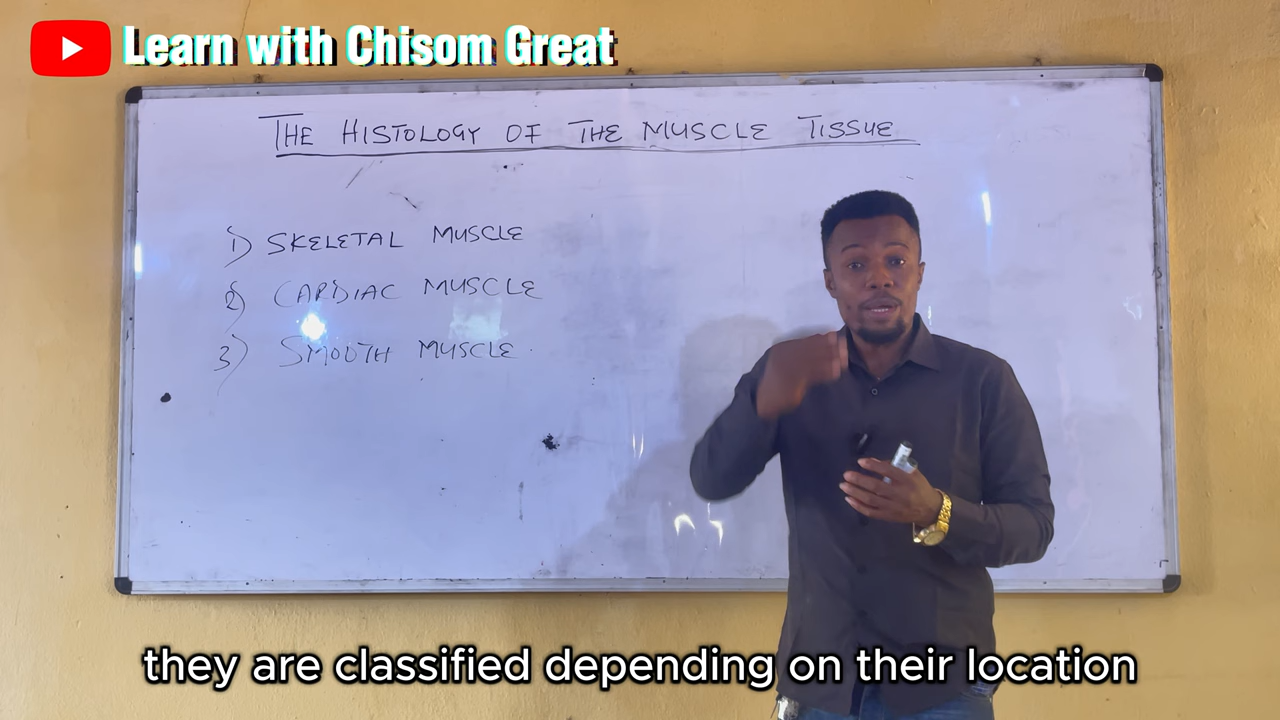 Learn with Chisom Great
THE HISTOLOGY OF THE MUSCLE TISSUE
1) SKELETAL MUSCLE
2) CARDIAC MUSCLE
3) SMOOTH MUSCLE
they are classified depending on their location